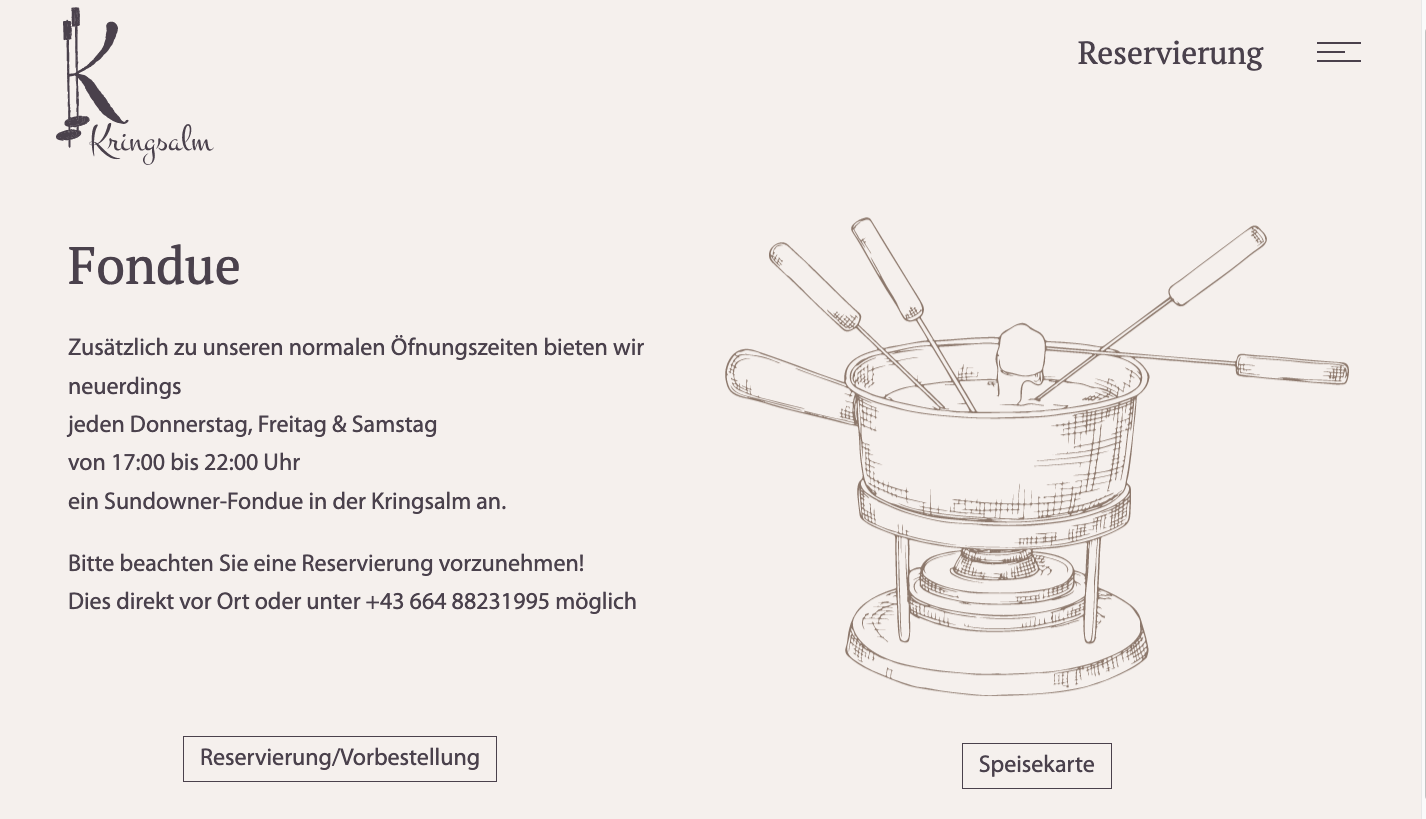 Kringsalm
Reservierung
Fondue
Zusätzlich zu unseren normalen Öfnungszeiten bieten wir
neuerdings
jeden Donnerstag, Freitag & Samstag
von 17:00 bis 22:00 Uhr
ein Sundowner-Fondue in der Kringsalm an.
Bitte beachten Sie eine Reservierung vorzunehmen!
Dies direkt vor Ort oder unter +43 664 88231995 möglich
Reservierung/Vorbestellung
Speisekarte